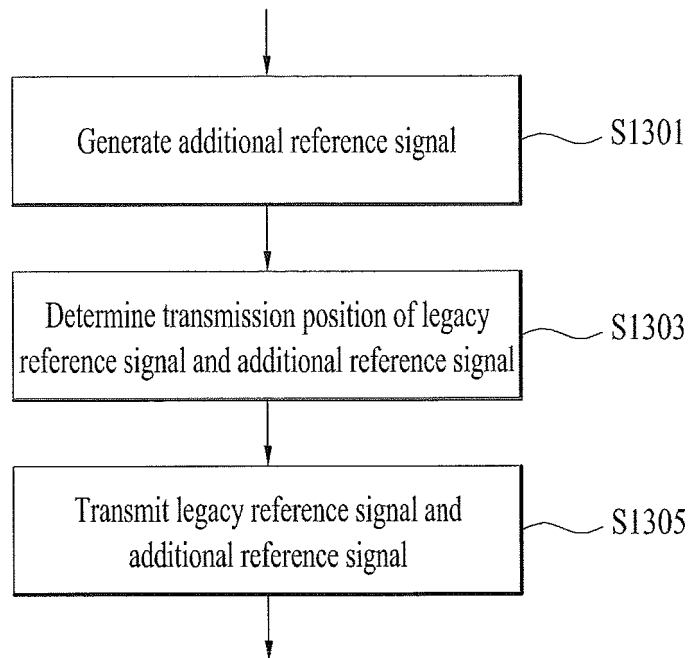 Generate additional reference signal
S1301
Determine transmission position of legacy
reference signal and additional reference signal
S1303
Transmit legacy reference signal and
additional reference signal
S1305